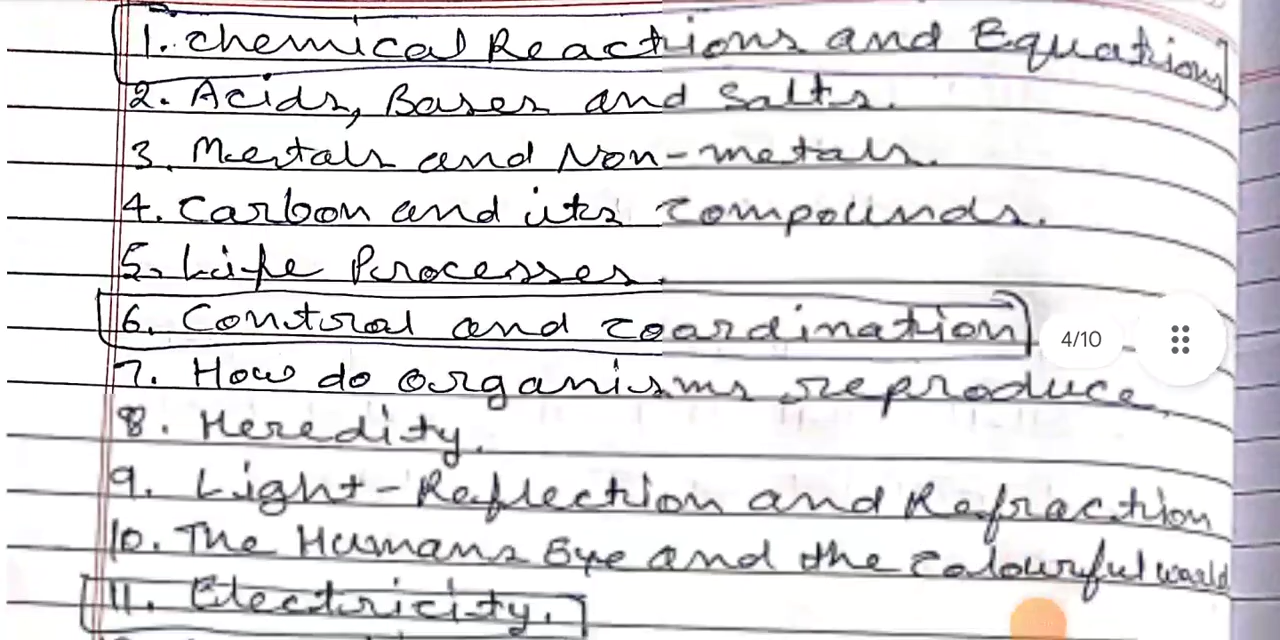 1. Chemical Reactions and Equations
2. Acids, Bases and Salts.
3. Metals and Non-metals.
4. Carbon and its compounds.
5. Life Processes.
6. Control and coordination
4/10
7. How do organisms reproduce
8. Heredity.
9. Light-Reflection and Refraction
10. The Humans Eye and the Colourful world
11. Electricity.